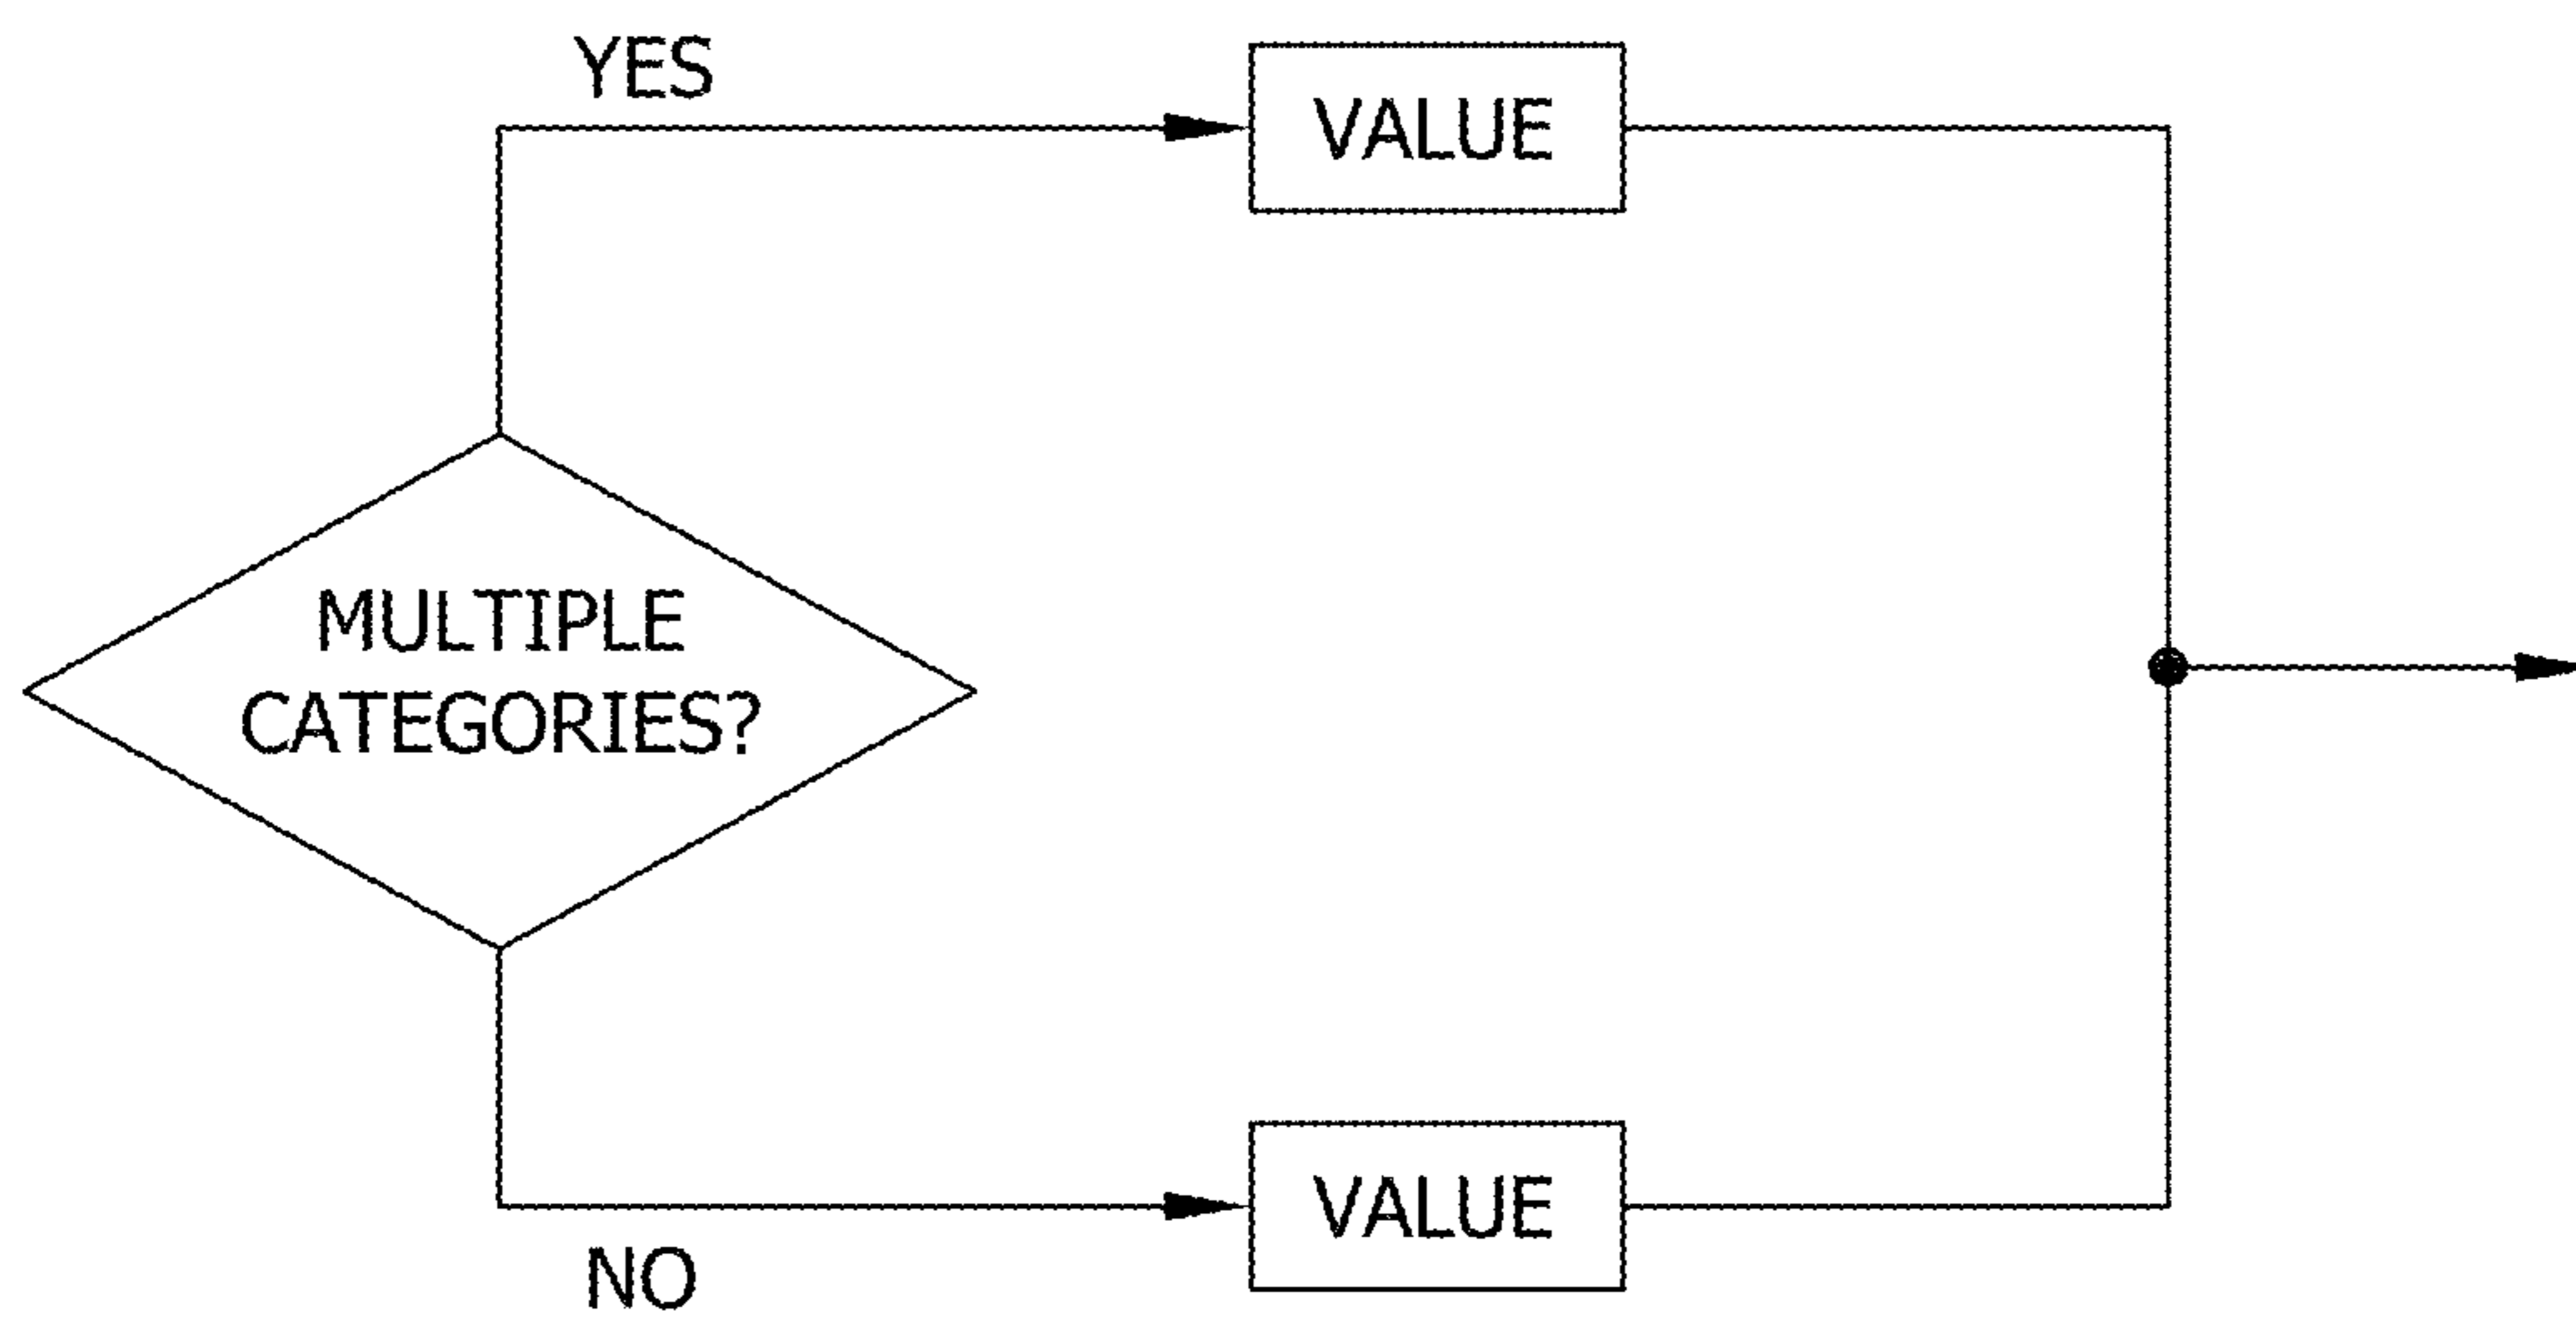 YES
VALUE
MULTIPLE
CATEGORIES?
VALUE
NO